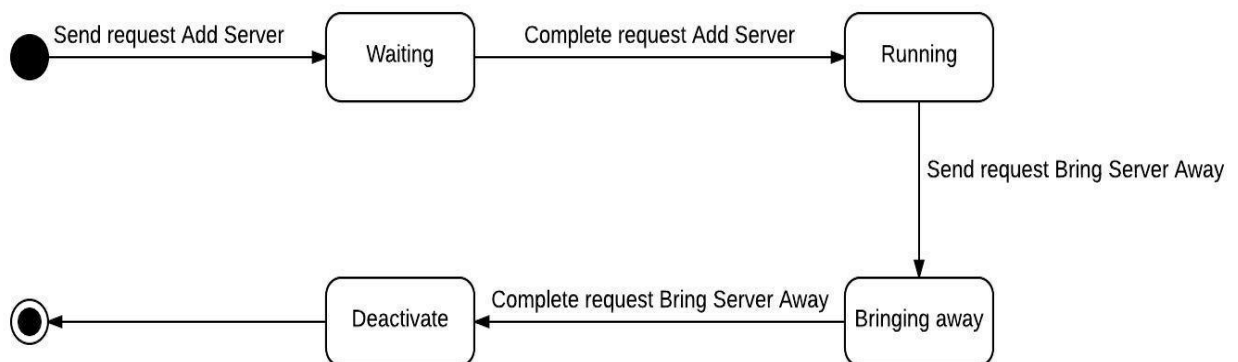 Send request Add Server
Waiting
Complete request Add Server
Running
Send request Bring Server Away
Bringing away
Complete request Bring Server Away
Deactivate